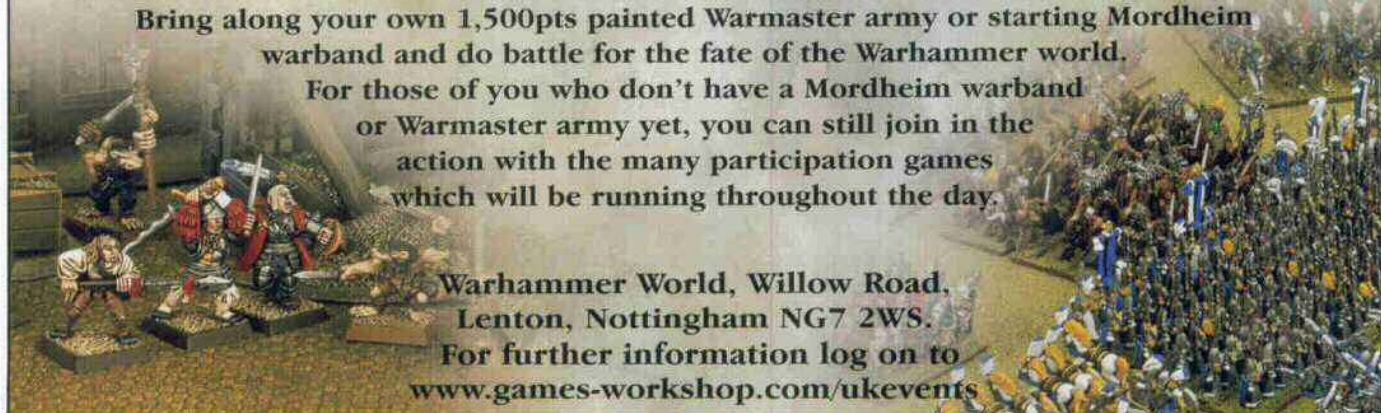 Bring along your own 1,500pts painted Warmaster army or starting Mordheim
warband and do battle for the fate of the Warhammer world.
For those of you who don't have a Mordheim warband
or Warmaster army yet, you can still join in the
action with the many participation games
which will be running throughout the day.
Warhammer World, Willow Road,
Lenton, Nottingham NG7 2WS.
For further information log on to
www.games-workshop.com/ukevents